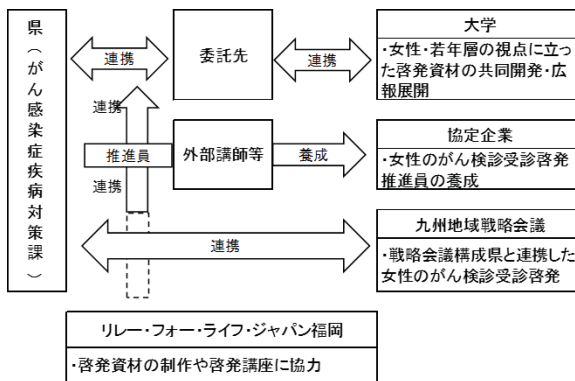 県（がん感染症疾病対策課）
連携
委託先
連携
大学
・女性・若年層の視点に立っ
た啓発資材の共同開発・広
報展開
連携
推進員
外部講師等
養成
協定企業
・女性のがん検診受診啓発
推進員の養成
連携
連携
九州地域戦略会議
・戦略会議構成県と連携した
女性のがん検診受診啓発
リレー・フォー・ライフ・ジャパン福岡
・啓発資材の制作や啓発講座に協力